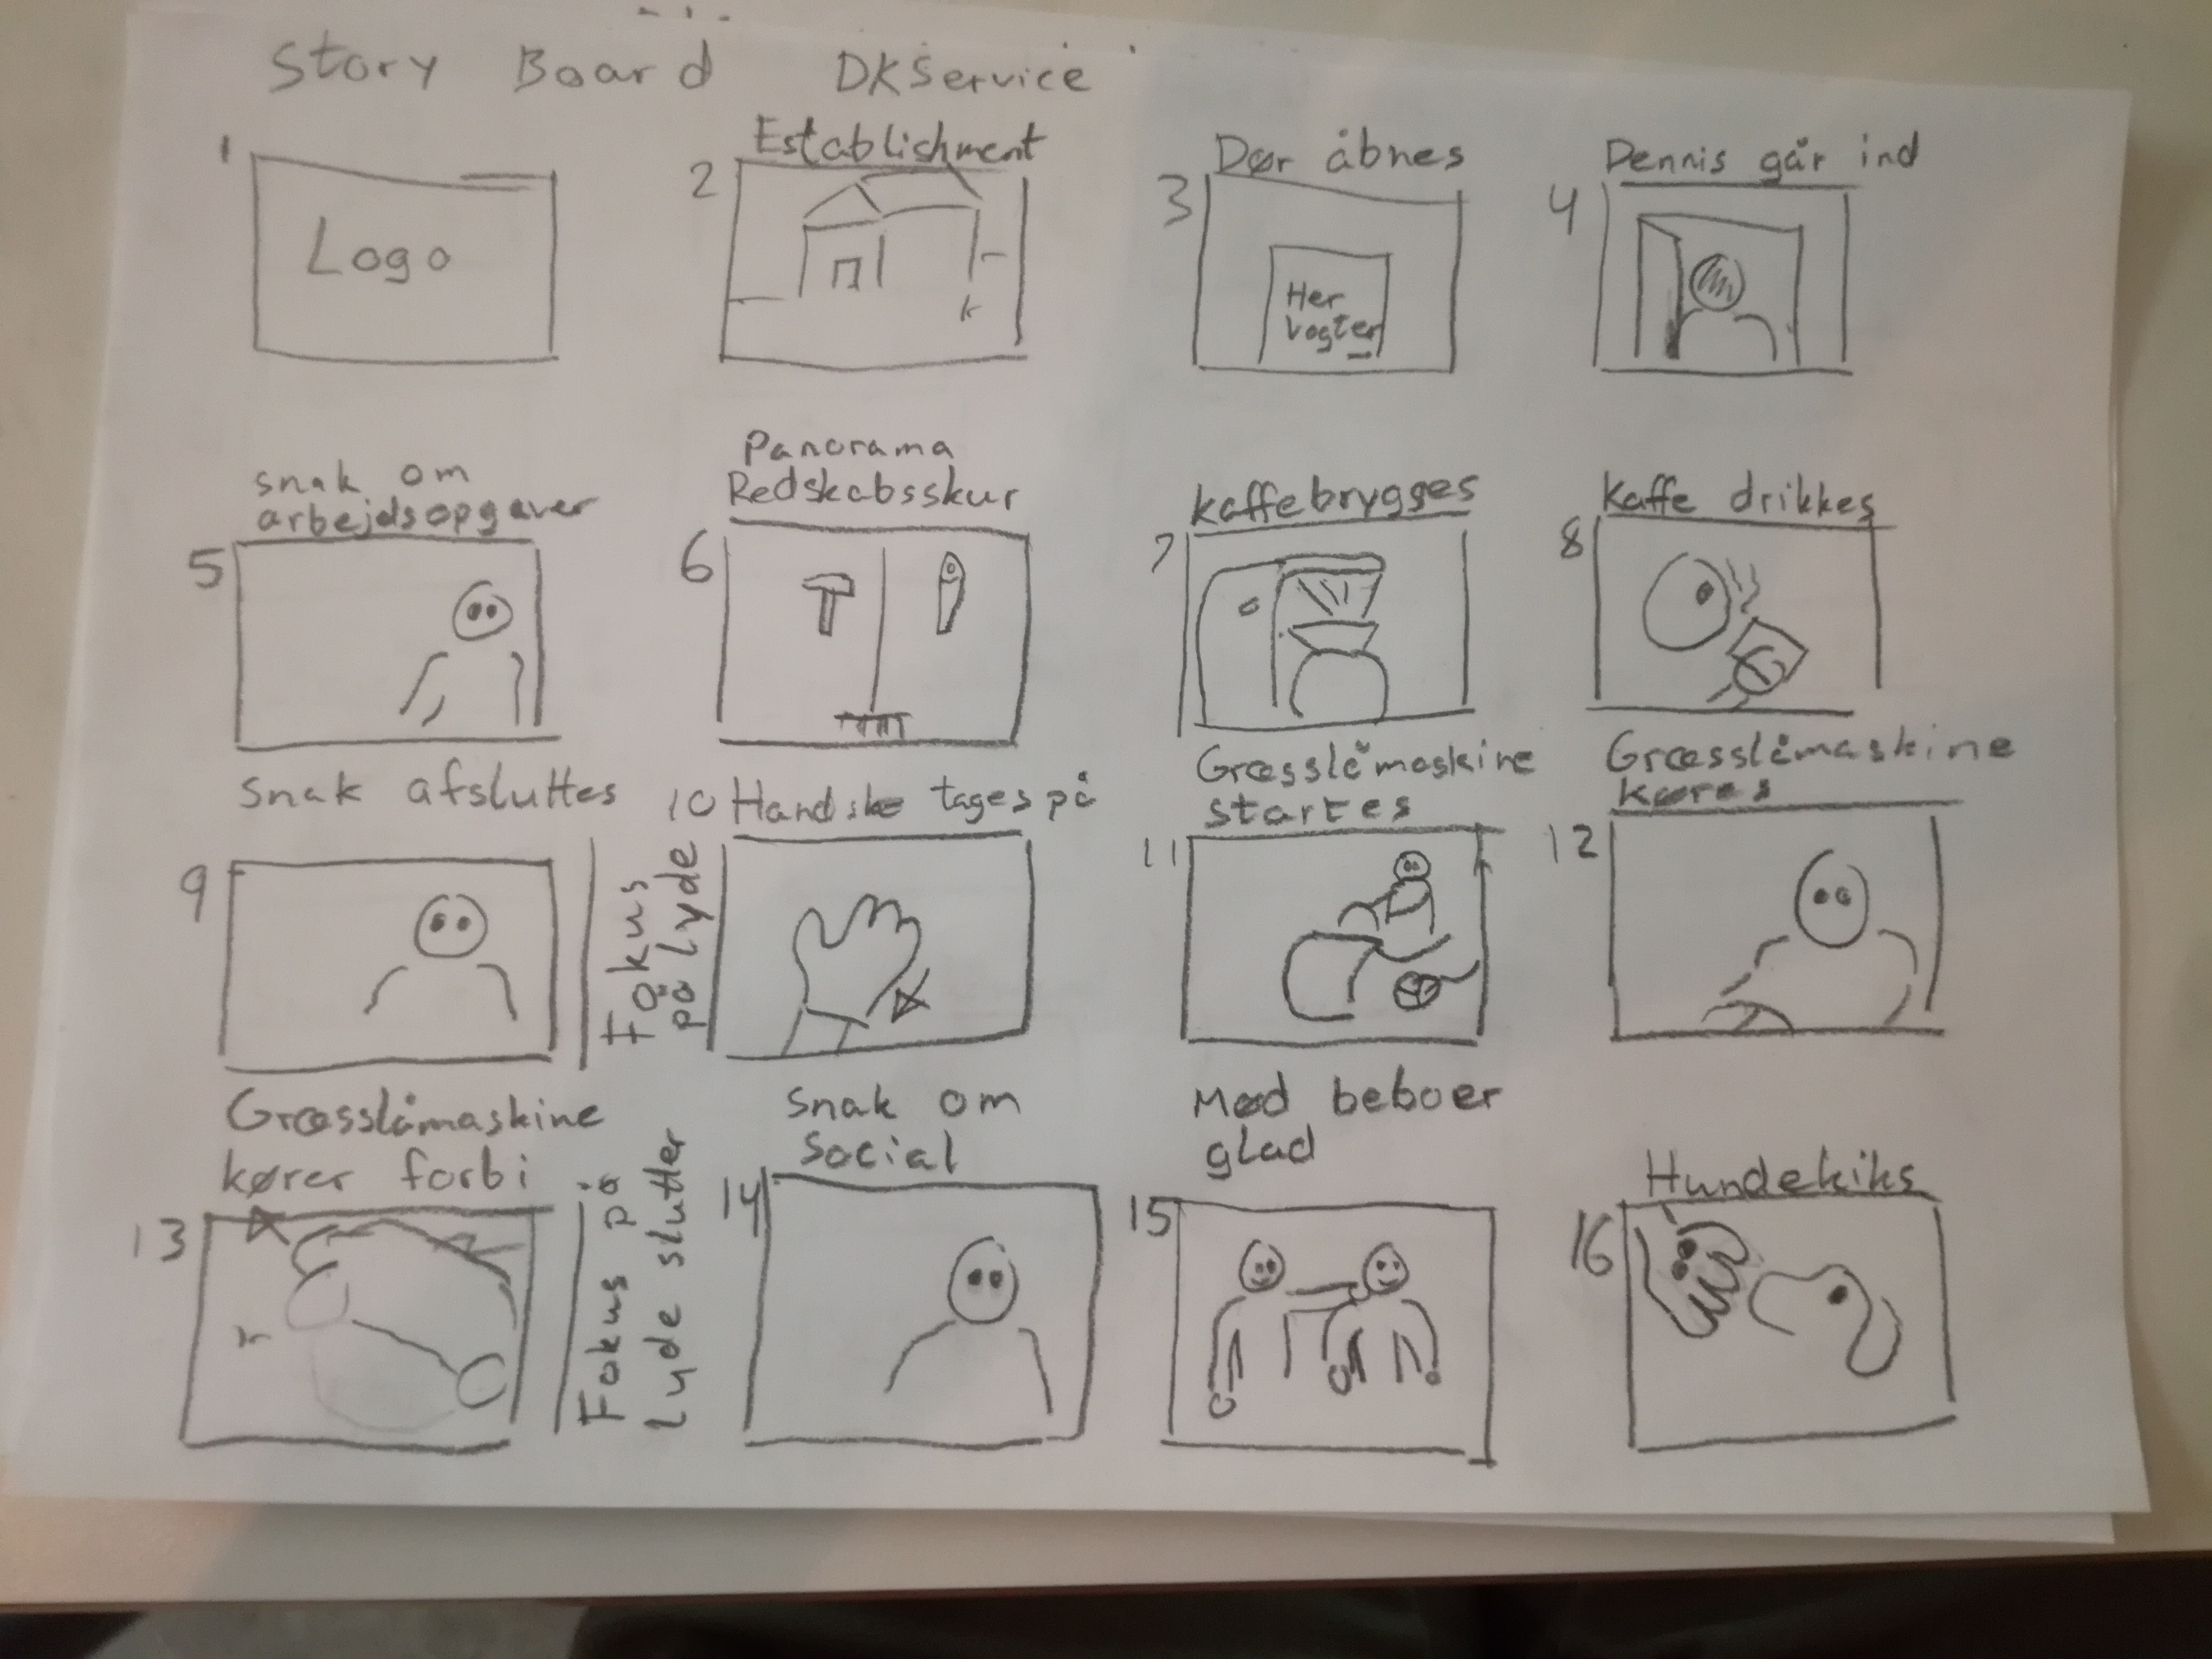 Story Board DKService
1
Logo
2
Establishment
3
Dør åbnes
Her
vogter
4
Dennis går ind
5
snak om
arbejdsopgaver
6
Panorama
Redskabsskur
7
kaffebrygges
8
Kaffe drikkes
9
Snak afsluttes
Fokus
på lyde
10
Handske tages på
11
Græsslåmaskine
startes
12
Græsslåmaskine
køres
13
Græsslåmaskine
kører forbi
Fokus på
lyde slutter
14
Snak om
Social
15
Mød beboer
glad
16
Hundekiks